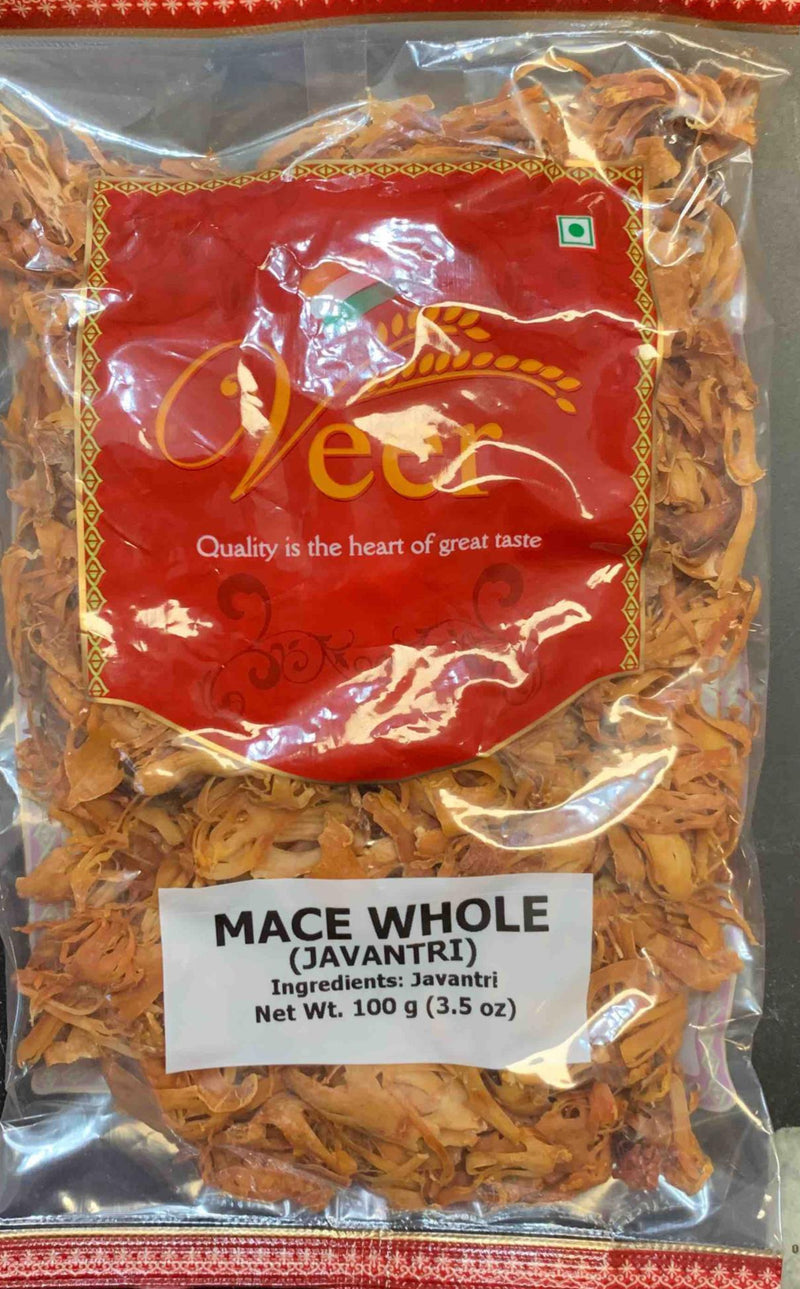 Veer
Quality is the heart of great taste
MACE WHOLE
(JAVANTRI)
Ingredients: Javantri
Net Wt. 100 g (3.5 oz)